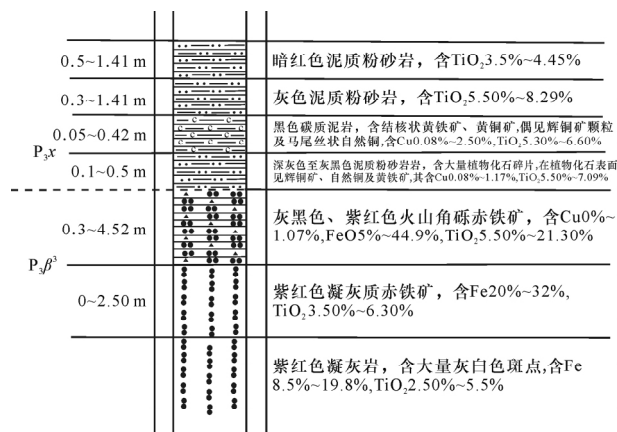 0.5~1.41 m
暗红色泥质粉砂岩，含TiO₂3.5%~4.45%
0.3~1.41 m
灰色泥质粉砂岩，含TiO₂5.50%~8.29%
0.05~0.42 m
黑色碳质泥岩，含结核状黄铁矿、黄铜矿,偶见辉铜矿颗粒
及马尾丝状自然铜,含Cu0.08%~2.50%,TiO₂5.30%~6.60%
P₃x
0.1~0.5 m
深灰色至灰黑色泥质粉砂岩岩，含大量植物化石碎片,在植物化石表面
见辉铜矿、自然铜及黄铁矿,其含Cu0.08%~1.17%,TiO₂5.50%~7.09%
0.3~4.52 m
灰黑色、紫红色火山角砾赤铁矿，含Cu0%~
1.07%,FeO5%~44.9%,TiO₂5.50%~21.30%
P₃β³
0~2.50 m
紫红色凝灰质赤铁矿，含Fe20%~32%,
TiO₂3.50%~6.30%
紫红色凝灰岩，含大量灰白色斑点,含Fe
8.5%~19.8%,TiO₂2.50%~5.5%